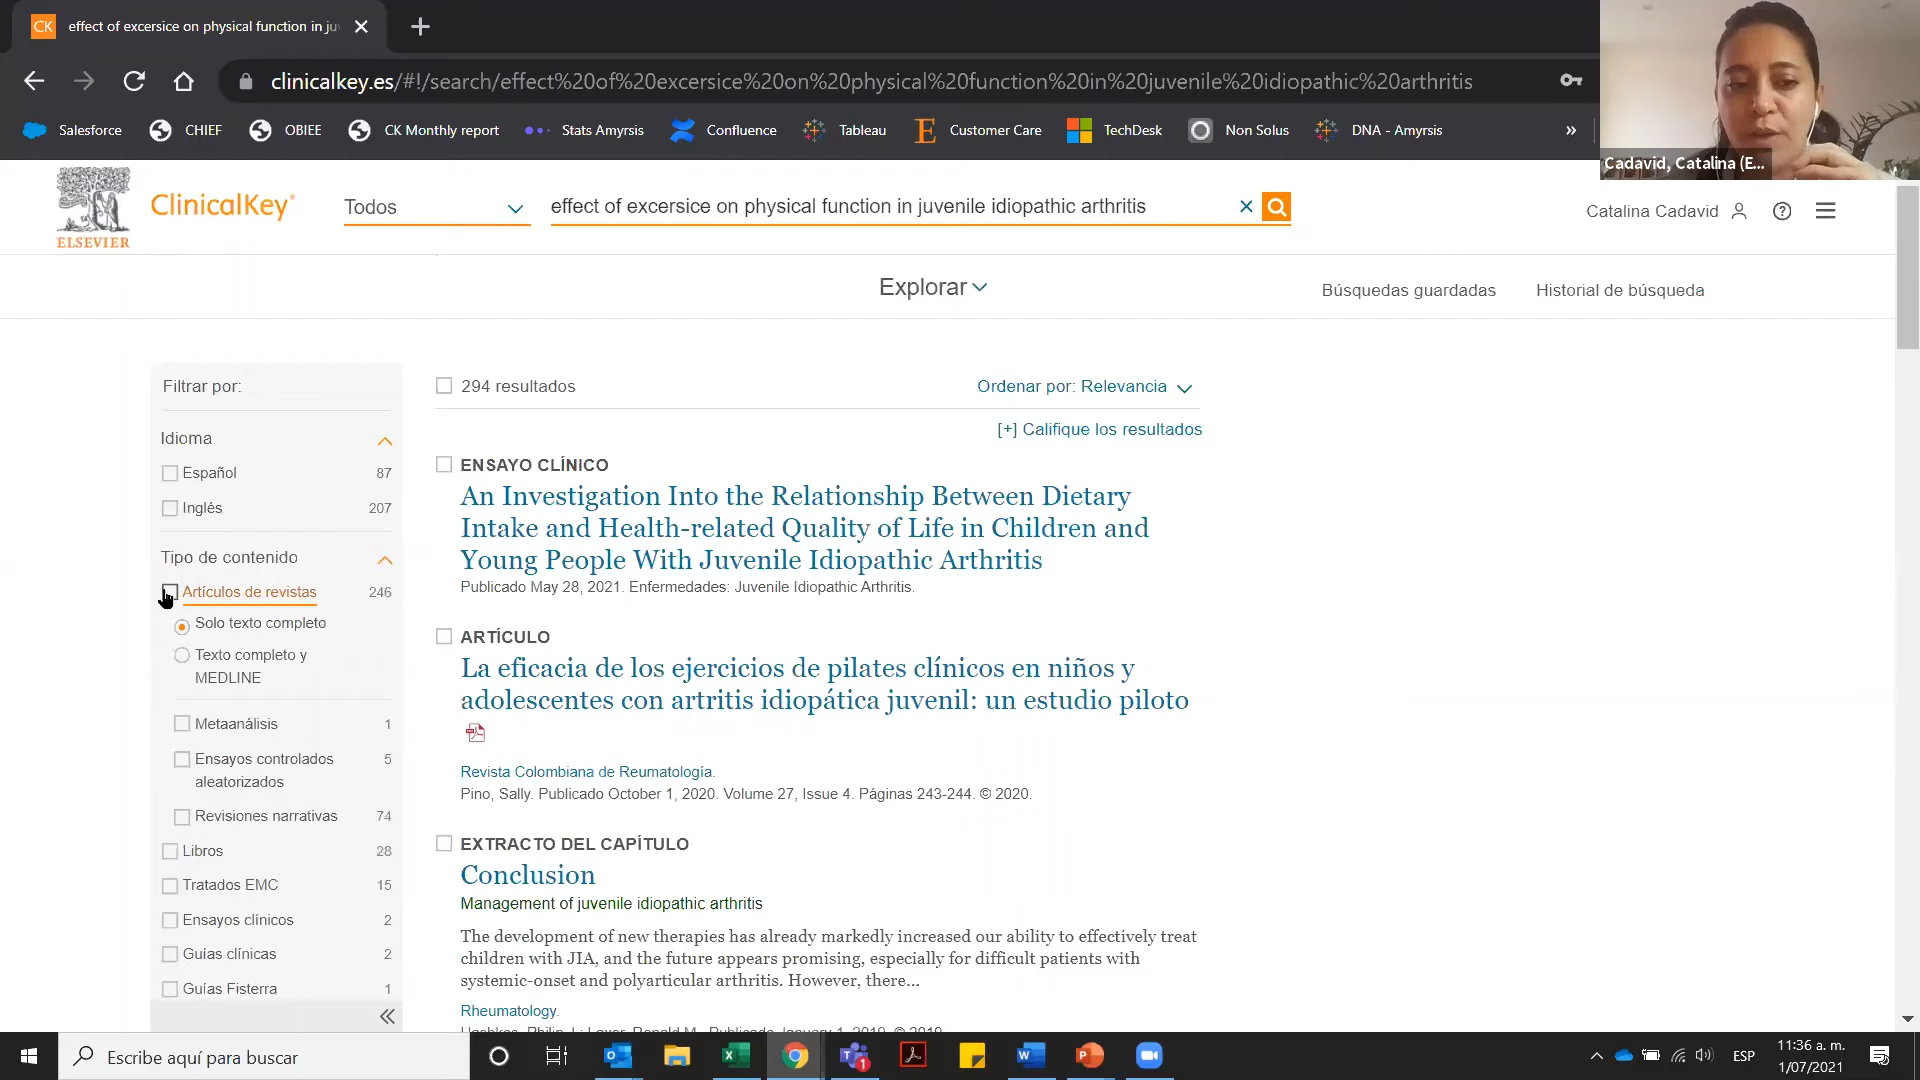 effect of excersice on physical function in ju
clinicalkey.es/#!/search/effect%20of%20excersice%20on%20physical%20function%20in%20juvenile%20idiopathic%20arthritis
Salesforce CHIEF OBIEE CK Monthly report Stats Amyrsis Confluence Tableau Customer Care TechDesk Non Solus DNA - Amyrsis »
Cadavid, Catalina (E...
ELSEVIER
ClinicalKey®
Todos
effect of excersice on physical function in juvenile idiopathic arthritis
Catalina Cadavid
Explorar
Búsquedas guardadas
Historial de búsqueda
Filtrar por:
Idioma
Español 87
Inglés 207
Tipo de contenido
Artículos de revistas 246
Solo texto completo
Texto completo y
MEDLINE
Metaanálisis 1
Ensayos controlados 5
aleatorizados
Revisiones narrativas 74
Libros 28
Tratados EMC 15
Ensayos clínicos 2
Guías clínicas 2
Guías Fisterra 1
294 resultados
Ordenar por: Relevancia
[+] Califique los resultados
ENSAYO CLÍNICO
An Investigation Into the Relationship Between Dietary
Intake and Health-related Quality of Life in Children and
Young People With Juvenile Idiopathic Arthritis
Publicado May 28, 2021. Enfermedades: Juvenile Idiopathic Arthritis.
ARTÍCULO
La eficacia de los ejercicios de pilates clínicos en niños y
adolescentes con artritis idiopática juvenil: un estudio piloto
Revista Colombiana de Reumatología.
Pino, Sally. Publicado October 1, 2020. Volume 27, Issue 4. Páginas 243-244. © 2020.
EXTRACTO DEL CAPÍTULO
Conclusion
Management of juvenile idiopathic arthritis
The development of new therapies has already markedly increased our ability to effectively treat
children with JIA, and the future appears promising, especially for difficult patients with
systemic-onset and polyarticular arthritis. However, there...
Rheumatology.
Escribe aquí para buscar
ESP
11:36 a. m.
1/07/2021